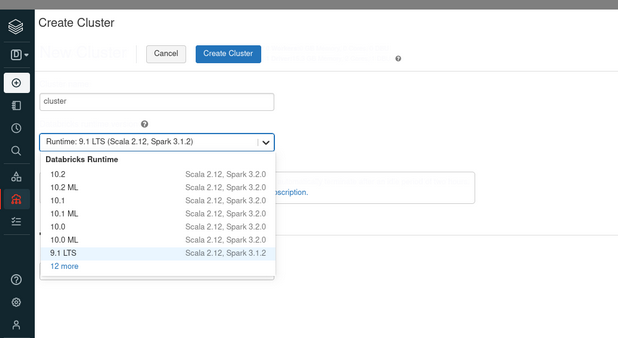 Create Cluster
New Cluster
Cancel
Create Cluster
cluster
Runtime: 9.1 LTS (Scala 2.12, Spark 3.1.2)
Databricks Runtime
10.2 Scala 2.12, Spark 3.2.0
10.2 ML Scala 2.12, Spark 3.2.0
10.1 Scala 2.12, Spark 3.2.0
10.1 ML Scala 2.12, Spark 3.2.0
10.0 Scala 2.12, Spark 3.2.0
10.0 ML Scala 2.12, Spark 3.2.0
9.1 LTS Scala 2.12, Spark 3.1.2
12 more
bscription.
D